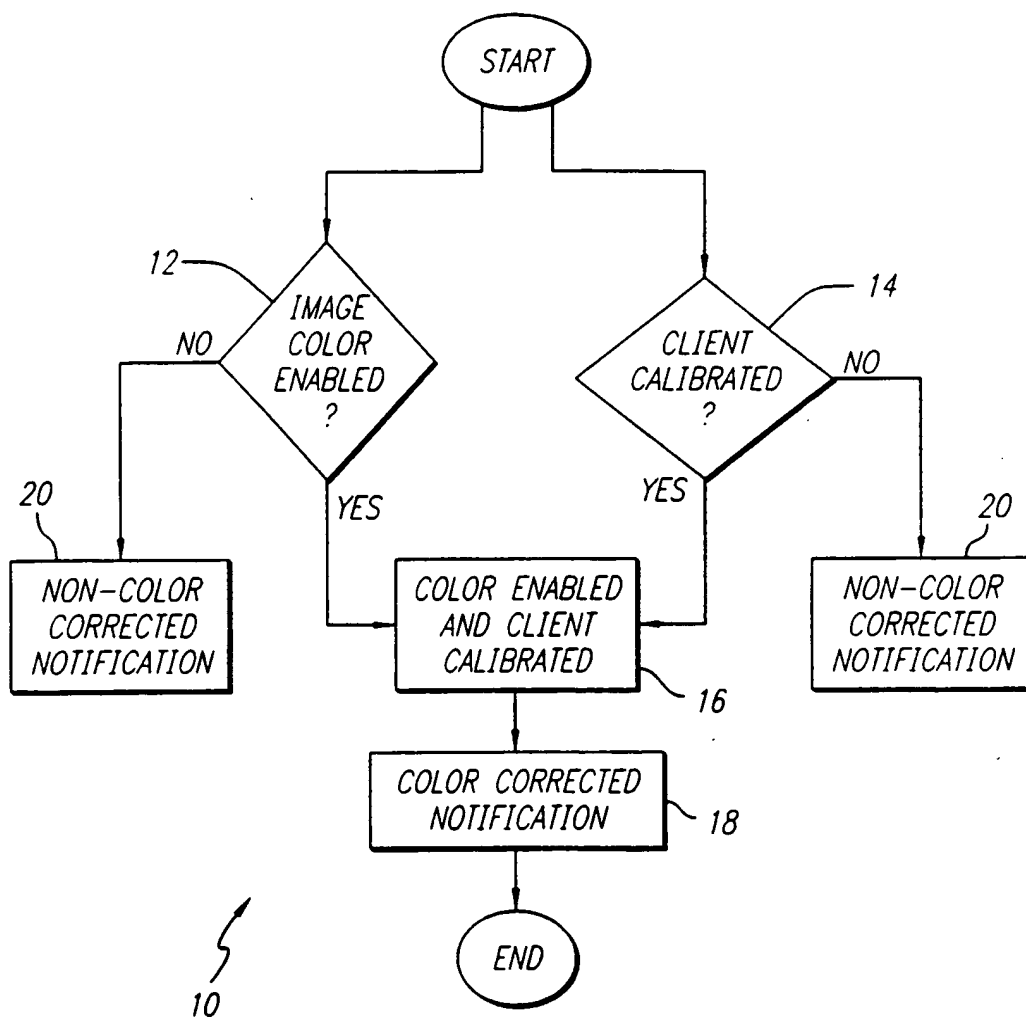 START
12
IMAGE
COLOR
ENABLED
?
NO
YES
14
CLIENT
CALIBRATED
?
NO
YES
20
NON-COLOR
CORRECTED
NOTIFICATION
COLOR ENABLED
AND CLIENT
CALIBRATED
16
20
NON-COLOR
CORRECTED
NOTIFICATION
COLOR CORRECTED
NOTIFICATION
18
END
10